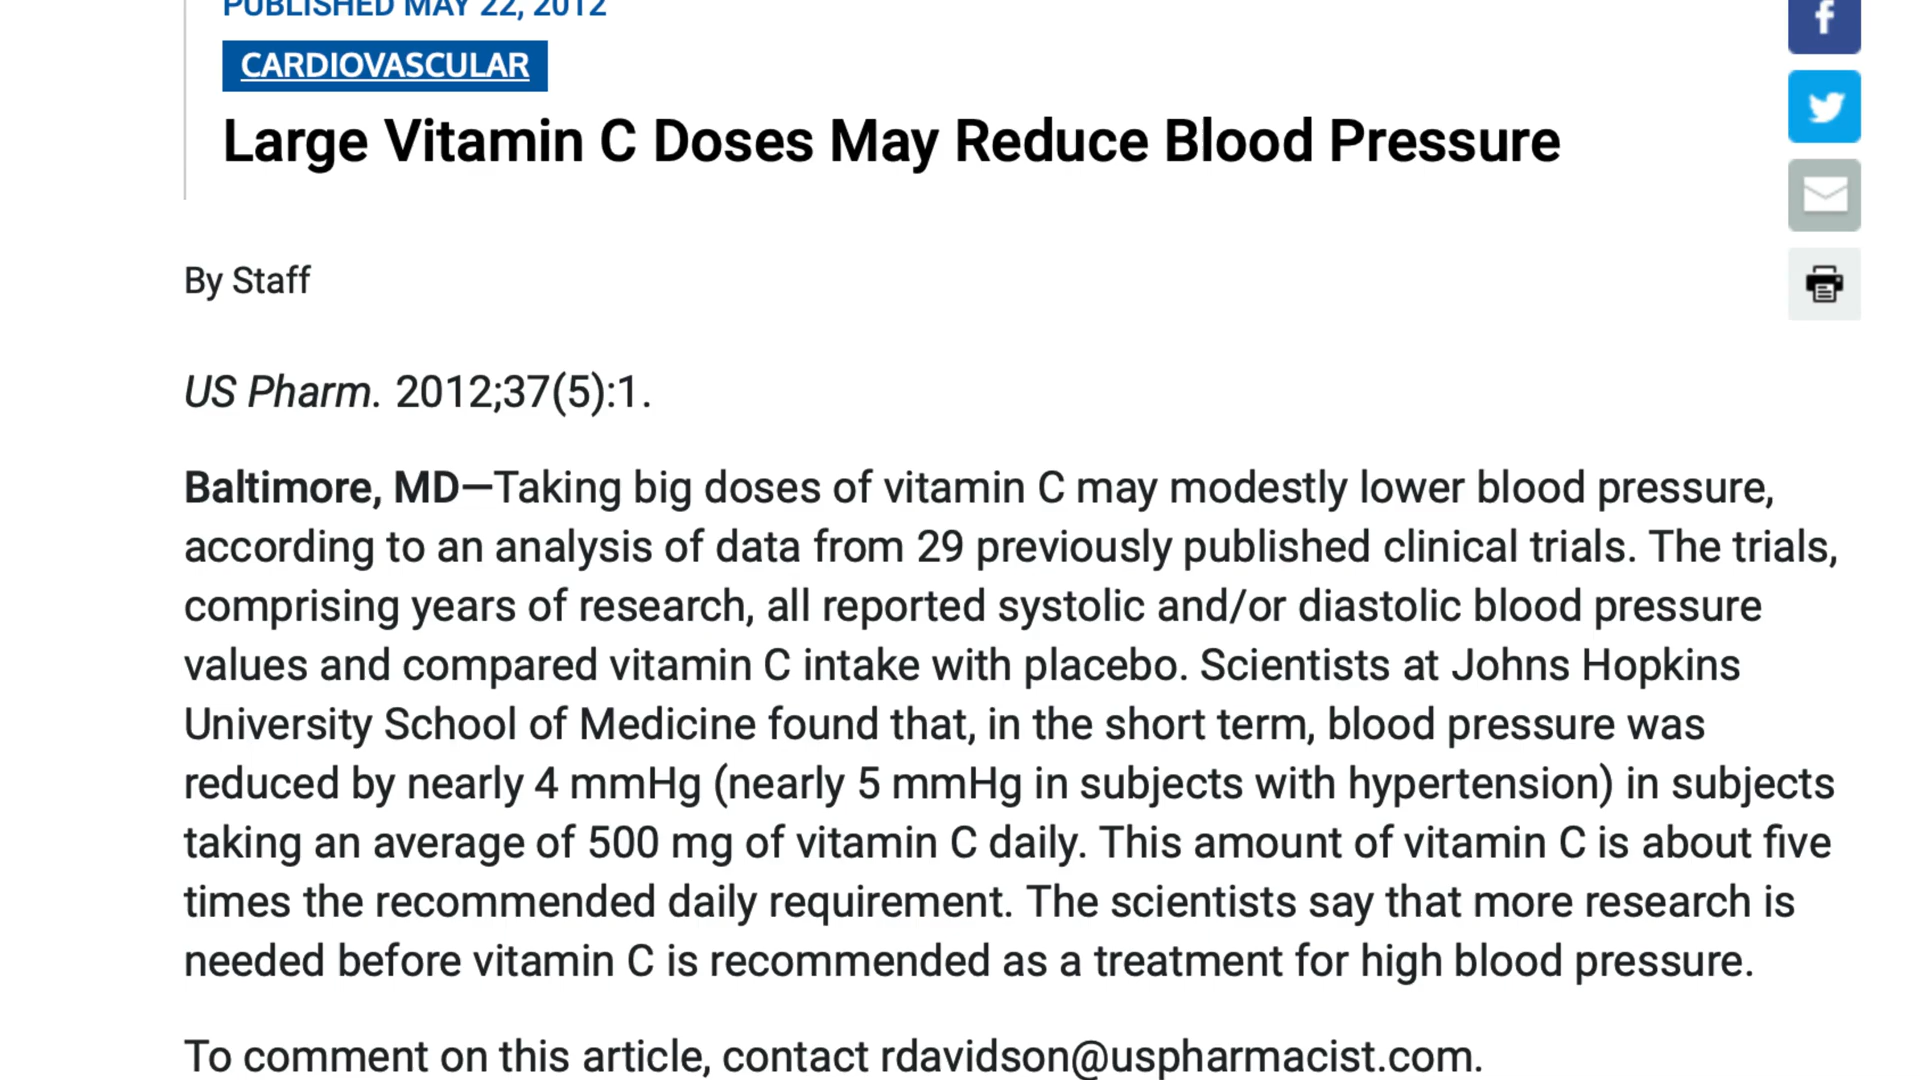 PUBLISHED MAY 22, 2012
CARDIOVASCULAR
Large Vitamin C Doses May Reduce Blood Pressure
By Staff
US Pharm. 2012;37(5):1.
Baltimore, MD—Taking big doses of vitamin C may modestly lower blood pressure,
according to an analysis of data from 29 previously published clinical trials. The trials,
comprising years of research, all reported systolic and/or diastolic blood pressure
values and compared vitamin C intake with placebo. Scientists at Johns Hopkins
University School of Medicine found that, in the short term, blood pressure was
reduced by nearly 4 mmHg (nearly 5 mmHg in subjects with hypertension) in subjects
taking an average of 500 mg of vitamin C daily. This amount of vitamin C is about five
times the recommended daily requirement. The scientists say that more research is
needed before vitamin C is recommended as a treatment for high blood pressure.
To comment on this article, contact rdavidson@uspharmacist.com.